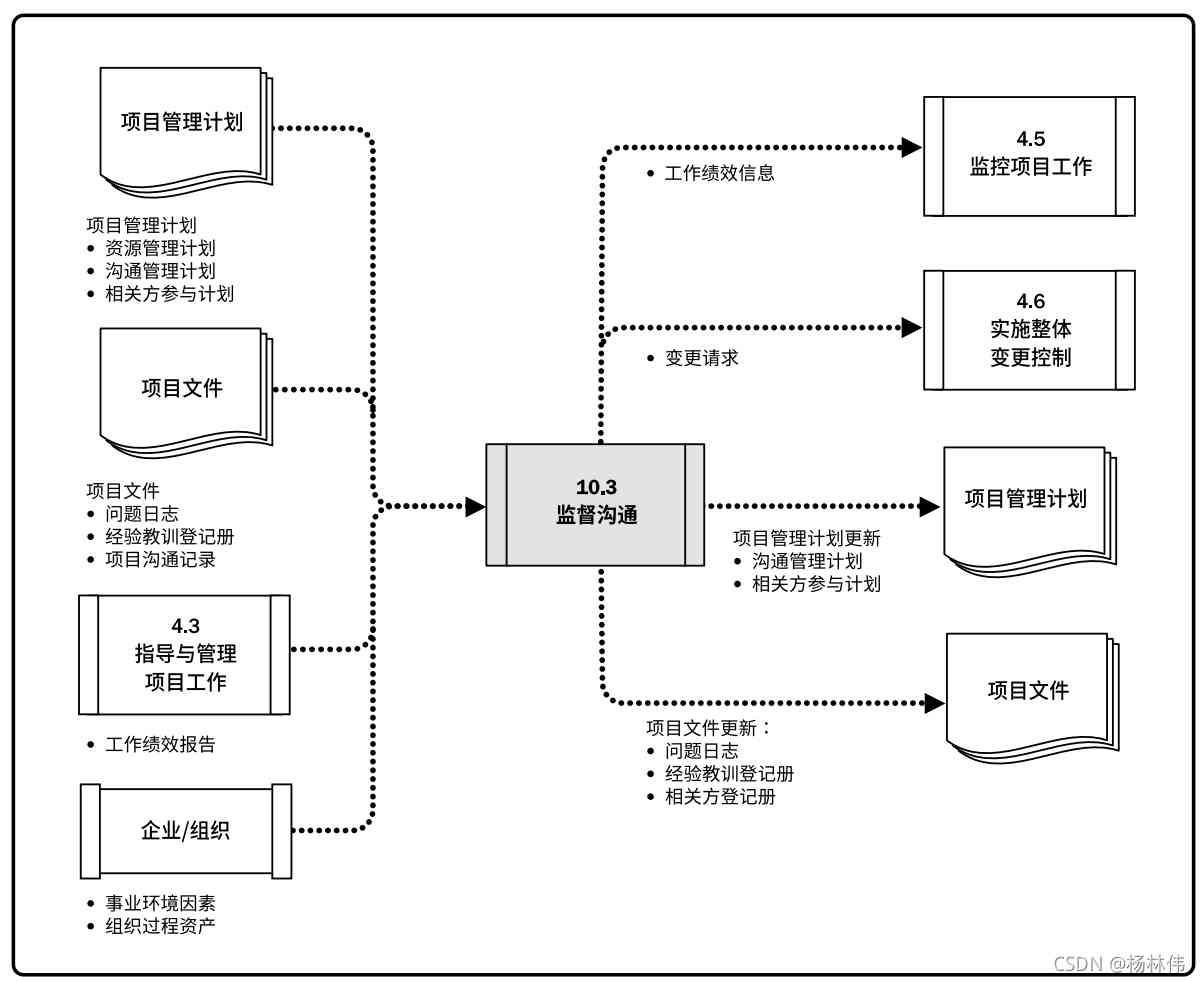 项目管理计划
项目管理计划
• 资源管理计划
• 沟通管理计划
• 相关方参与计划
项目文件
项目文件
• 问题日志
• 经验教训登记册
• 项目沟通记录
4.3
指导与管理
项目工作
• 工作绩效报告
企业/组织
• 事业环境因素
• 组织过程资产
10.3
监督沟通
• 工作绩效信息
4.5
监控项目工作
• 变更请求
4.6
实施整体
变更控制
项目管理计划更新
• 沟通管理计划
• 相关方参与计划
项目管理计划
项目文件更新：
• 问题日志
• 经验教训登记册
• 相关方登记册
项目文件
CSDN @杨林伟